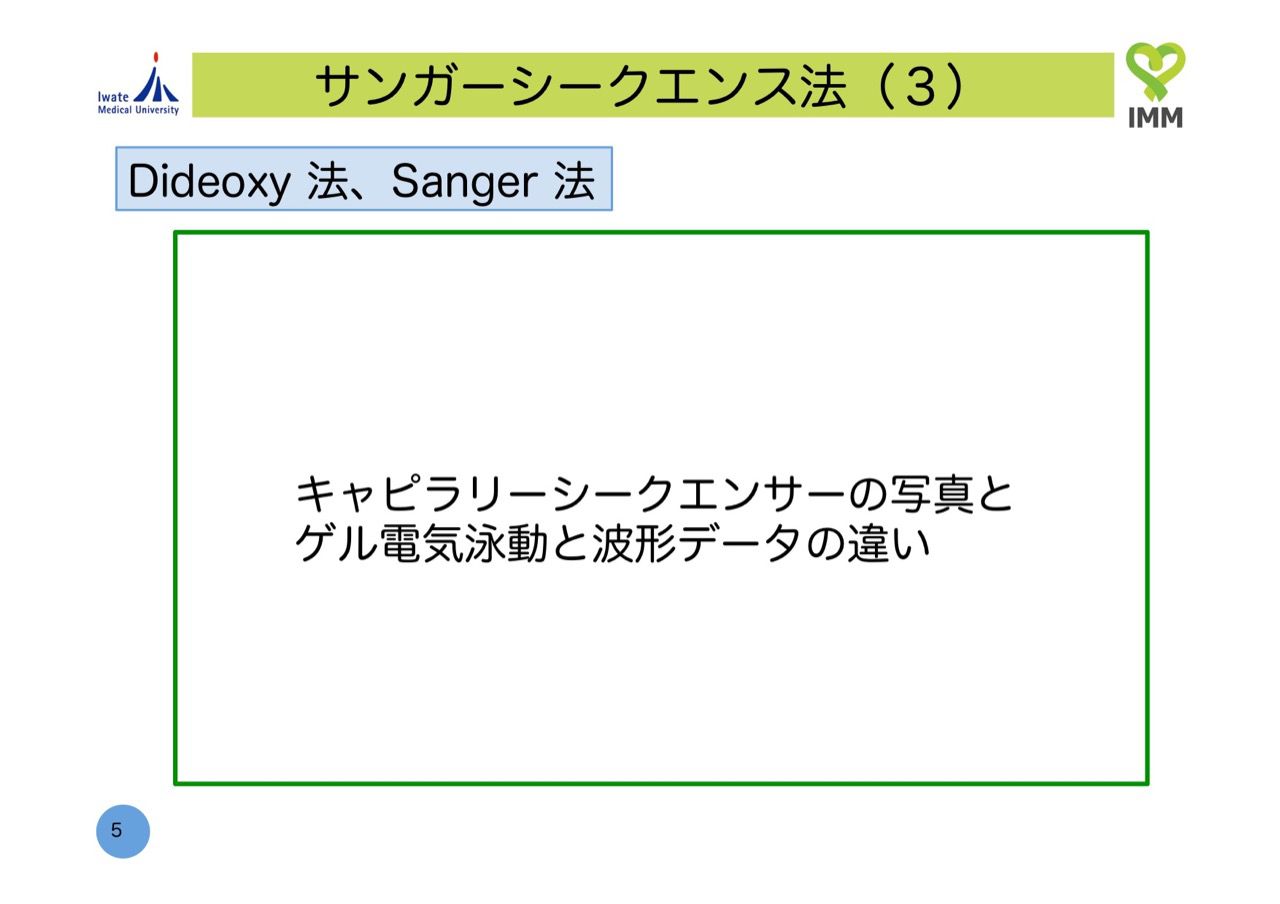 Iwate
Medical University
サンガーシークエンス法（３）
IMM
Dideoxy 法、Sanger 法
キャピラリーシークエンサーの写真と
ゲル電気泳動と波形データの違い
5